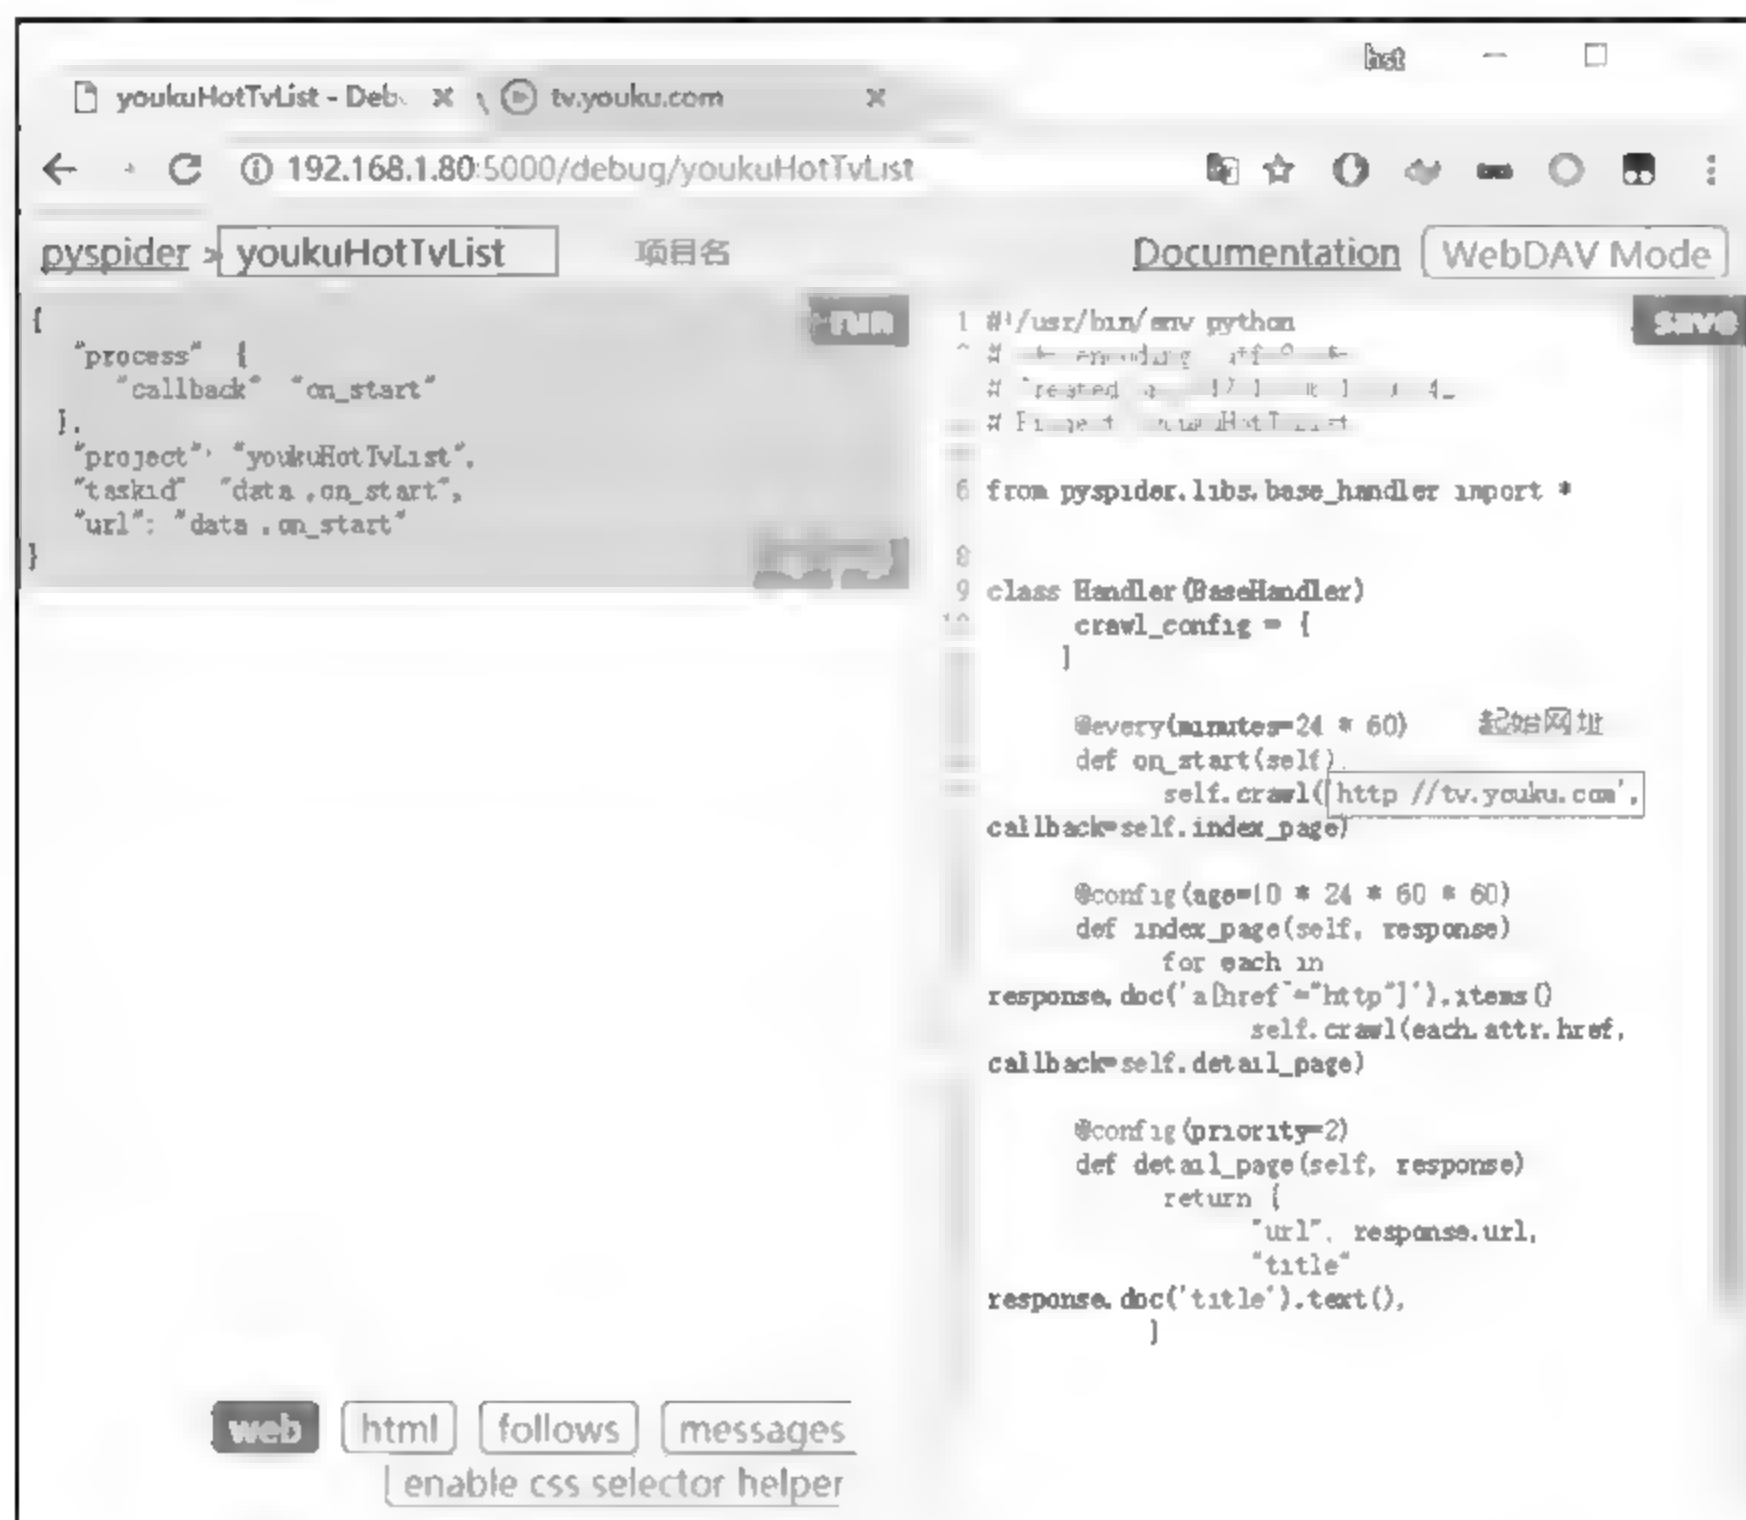 hst
youkuHotTvList - Deb
tv.youku.com
192.168.1.80:5000/debug/youkuHotTvList
pyspider > youkuHotTvList 项目名 Documentation WebDAV Mode
{
run
"process" {
"callback" "on_start"
},
"project": "youkuHotTvList",
"taskid" "data,on_start",
"url": "data,on_start"
}
save
1 #!/usr/bin/env python
#
#
#
6 from pyspider.libs.base_handler import *
8
9 class Handler(BaseHandler)
10 crawl_config = {
}
@every(minutes=24 * 60) 起始网址
def on_start(self)
self.crawl('http //tv.youku.com',
callback=self.index_page)
@config(age=10 * 24 * 60 * 60)
def index_page(self, response)
for each in
response.doc('a[href^="http"]').items()
self.crawl(each.attr.href,
callback=self.detail_page)
@config(priority=2)
def detail_page(self, response)
return {
"url", response.url,
"title"
response.doc('title').text(),
}
web html follows messages
enable css selector helper